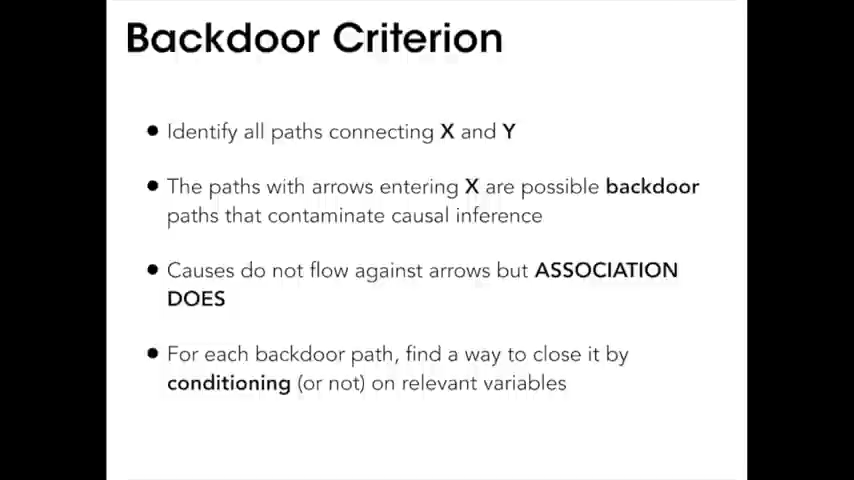 Backdoor Criterion
● Identify all paths connecting X and Y
● The paths with arrows entering X are possible backdoor
paths that contaminate causal inference
● Causes do not flow against arrows but ASSOCIATION
DOES
● For each backdoor path, find a way to close it by
conditioning (or not) on relevant variables